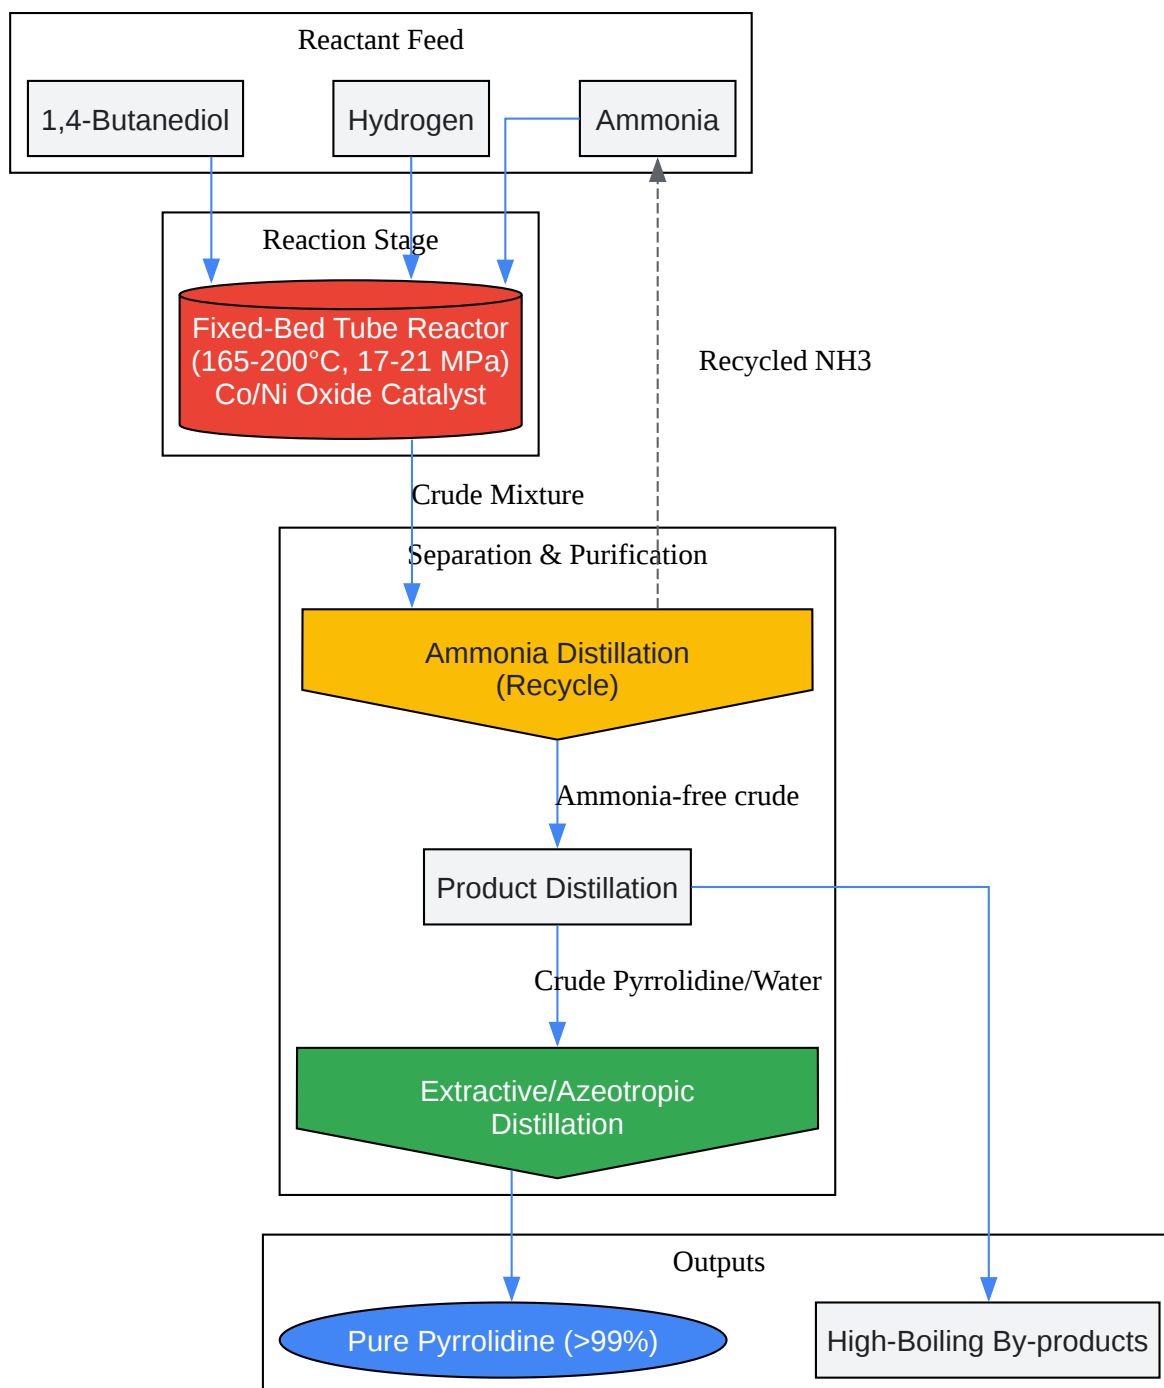 Reactant Feed
1,4-Butanediol
Hydrogen
Ammonia
Reaction Stage
Fixed-Bed Tube Reactor
(165-200°C, 17-21 MPa)
Co/Ni Oxide Catalyst
Recycled NH3
Crude Mixture
Separation & Purification
Ammonia Distillation
(Recycle)
Ammonia-free crude
Product Distillation
Crude Pyrrolidine/Water
Extractive/Azeotropic
Distillation
Outputs
Pure Pyrrolidine (>99%)
High-Boiling By-products